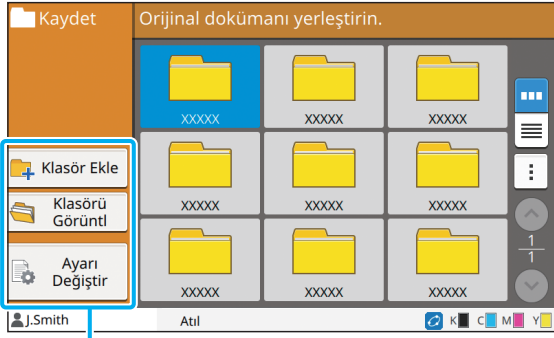 Kaydet
Orijinal dokümanı yerleştirin.
XXXXX XXXXX XXXXX
Klasör Ekle
XXXXX XXXXX XXXXX
Klasörü
Görüntl
1
1
Ayarı
Değiştir
XXXXX XXXXX XXXXX
J.Smith
Atıl
K C M Y